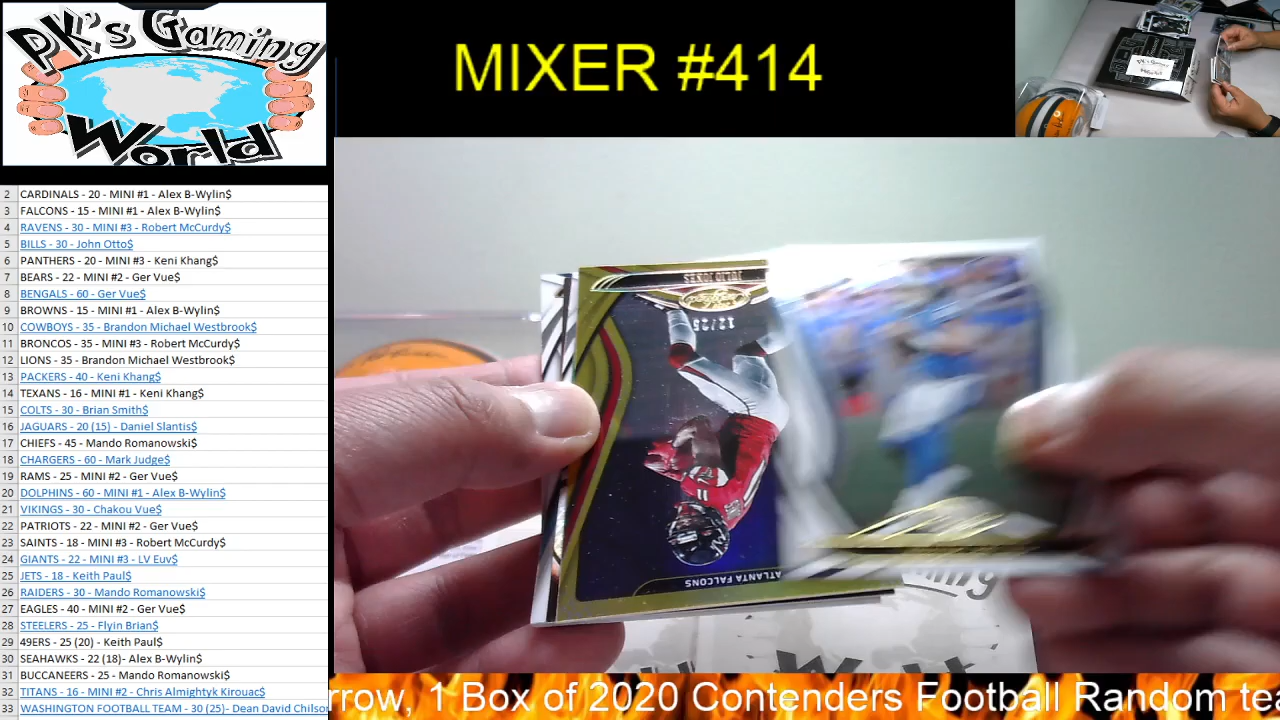 PK's Gaming
World
MIXER #414
2 CARDINALS - 20 - MINI #1 - Alex B-Wylin$
3 FALCONS - 15 - MINI #1 - Alex B-Wylin$
4 RAVENS - 30 - MINI #3 - Robert McCurdy$
5 BILLS - 30 - John Otto$
6 PANTHERS - 20 - MINI #3 - Keni Khang$
7 BEARS - 22 - MINI #2 - Ger Vue$
8 BENGALS - 60 - Ger Vue$
9 BROWNS - 15 - MINI #1 - Alex B-Wylin$
10 COWBOYS - 35 - Brandon Michael Westbrook$
11 BRONCOS - 35 - MINI #3 - Robert McCurdy$
12 LIONS - 35 - Brandon Michael Westbrook$
13 PACKERS - 40 - Keni Khang$
14 TEXANS - 16 - MINI #1 - Keni Khang$
15 COLTS - 30 - Brian Smith$
16 JAGUARS - 20 (15) - Daniel Slantis$
17 CHIEFS - 45 - Mando Romanowski$
18 CHARGERS - 60 - Mark Judge$
19 RAMS - 25 - MINI #2 - Ger Vue$
20 DOLPHINS - 60 - MINI #1 - Alex B-Wylin$
21 VIKINGS - 30 - Chakou Vue$
22 PATRIOTS - 22 - MINI #2 - Ger Vue$
23 SAINTS - 18 - MINI #3 - Robert McCurdy$
24 GIANTS - 22 - MINI #3 - LV Euv$
25 JETS - 18 - Keith Paul$
26 RAIDERS - 30 - Mando Romanowski$
27 EAGLES - 40 - MINI #2 - Ger Vue$
28 STEELERS - 25 - Flyin Brian$
29 49ERS - 25 (20) - Keith Paul$
30 SEAHAWKS - 22 (18)- Alex B-Wylin$
31 BUCCANEERS - 25 - Mando Romanowski$
32 TITANS - 16 - MINI #2 - Chris Almightyk Kirouac$
33 WASHINGTON FOOTBALL TEAM - 30 (25)- Dean David Chilson
JULIO JONES
12/25
11
ATLANTA FALCONS
rrow, 1 Box of 2020 Contenders Football Random tea